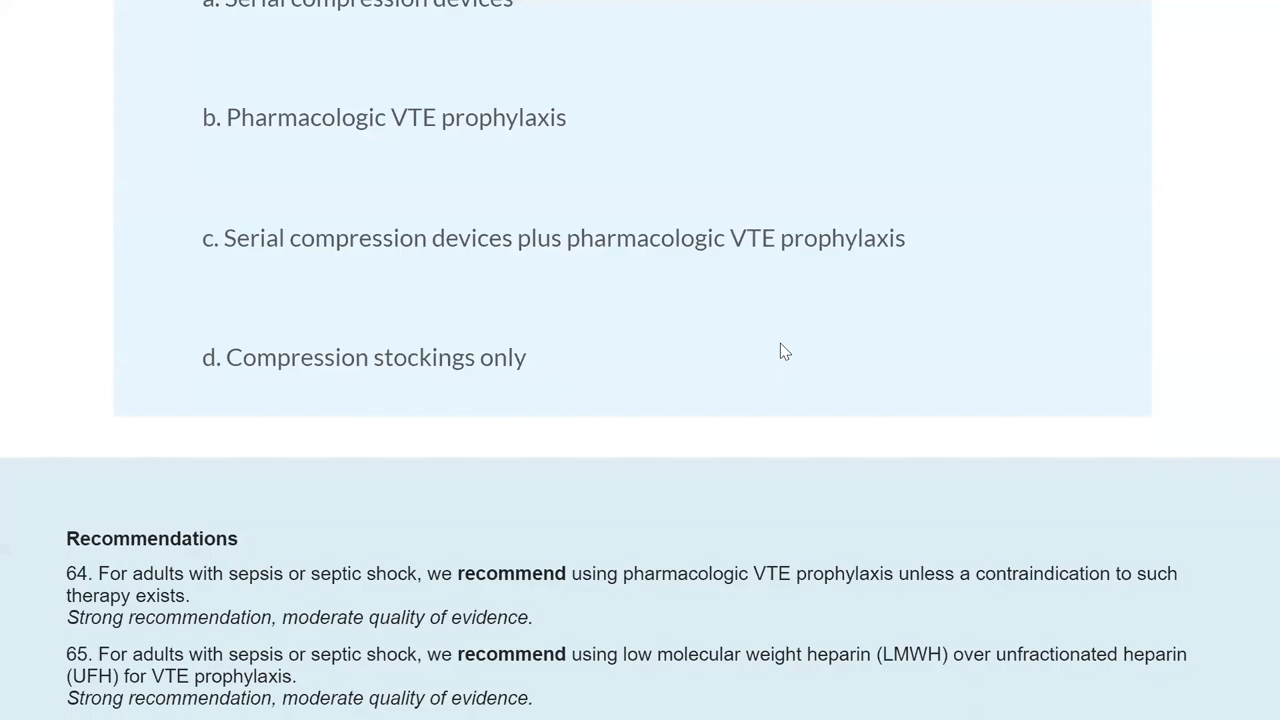 a. Serial compression devices
b. Pharmacologic VTE prophylaxis
c. Serial compression devices plus pharmacologic VTE prophylaxis
d. Compression stockings only
Recommendations
64. For adults with sepsis or septic shock, we recommend using pharmacologic VTE prophylaxis unless a contraindication to such
therapy exists.
Strong recommendation, moderate quality of evidence.
65. For adults with sepsis or septic shock, we recommend using low molecular weight heparin (LMWH) over unfractionated heparin
(UFH) for VTE prophylaxis.
Strong recommendation, moderate quality of evidence.